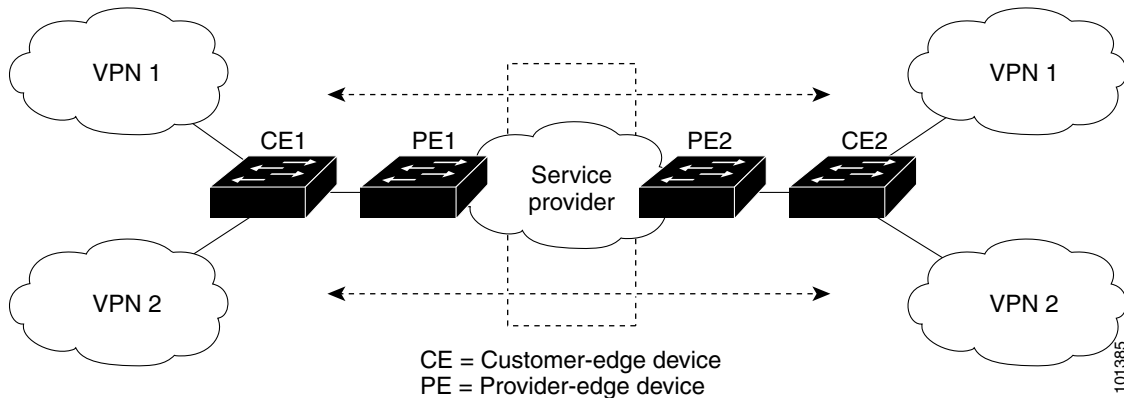 VPN 1
VPN 1
CE1
PE1
PE2
CE2
Service
provider
VPN 2
VPN 2
CE = Customer-edge device
PE = Provider-edge device
101385